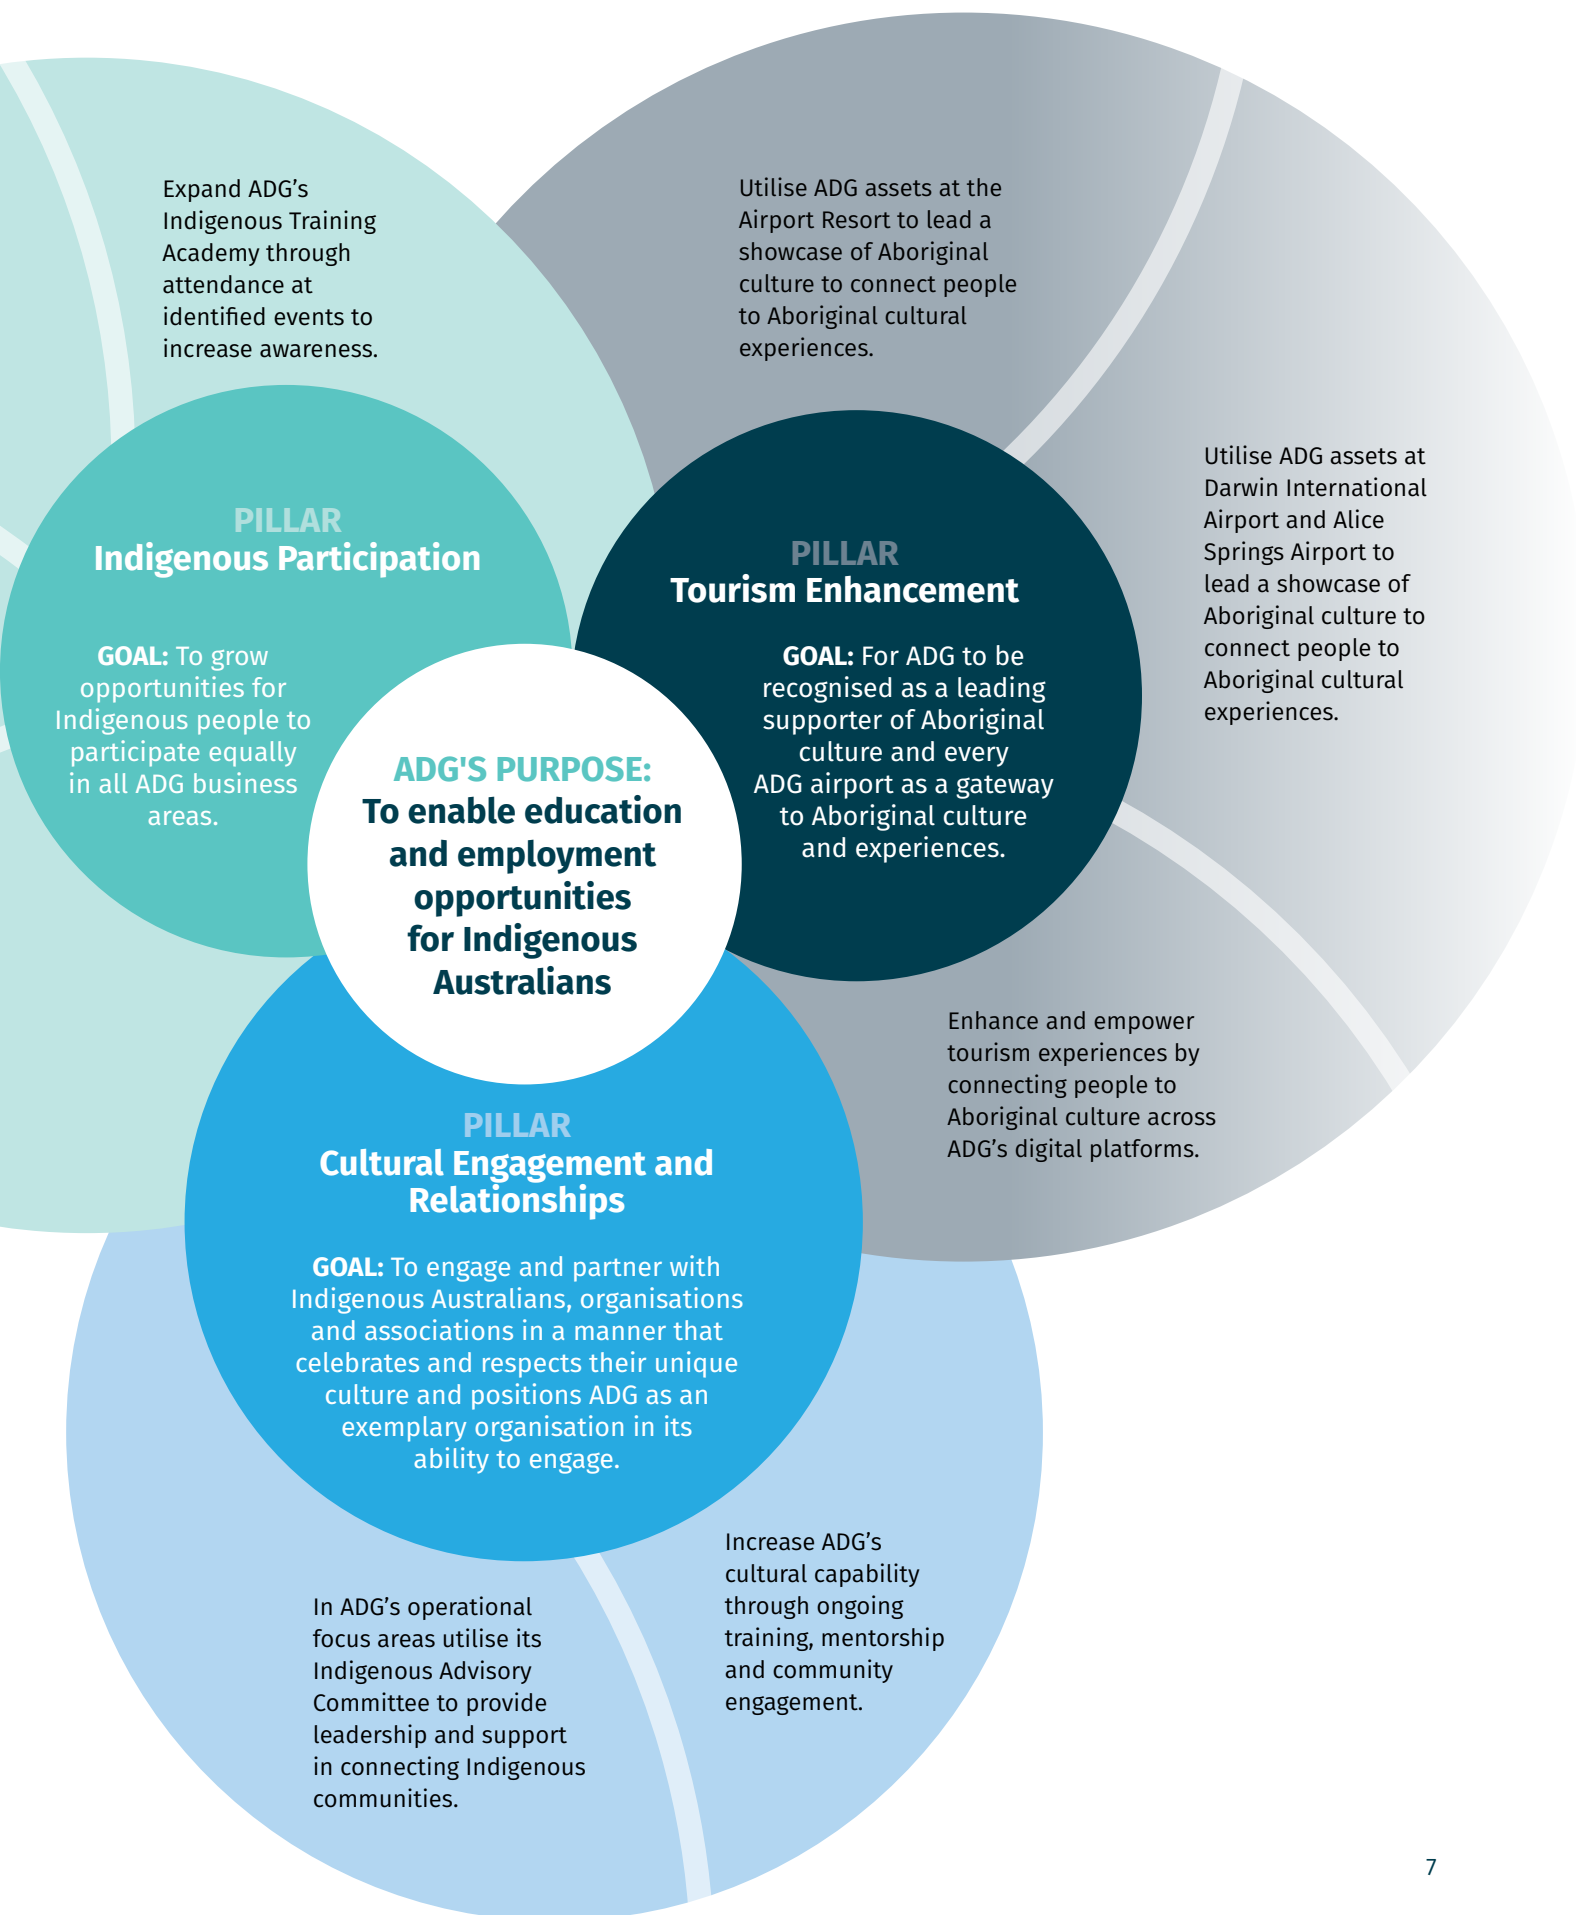 Expand ADG’s
Indigenous Training
Academy through
attendance at
identified events to
increase awareness.
Utilise ADG assets at the
Airport Resort to lead a
showcase of Aboriginal
culture to connect people
to Aboriginal cultural
experiences.
Utilise ADG assets at
Darwin International
Airport and Alice
Springs Airport to
lead a showcase of
Aboriginal culture to
connect people to
Aboriginal cultural
experiences.
PILLAR
Indigenous Participation
GOAL: To grow
opportunities for
Indigenous people to
participate equally
in all ADG business
areas.
PILLAR
Tourism Enhancement
GOAL: For ADG to be
recognised as a leading
supporter of Aboriginal
culture and every
ADG airport as a gateway
to Aboriginal culture
and experiences.
ADG'S PURPOSE:
To enable education
and employment
opportunities
for Indigenous
Australians
Enhance and empower
tourism experiences by
connecting people to
Aboriginal culture across
ADG’s digital platforms.
PILLAR
Cultural Engagement and
Relationships
GOAL: To engage and partner with
Indigenous Australians, organisations
and associations in a manner that
celebrates and respects their unique
culture and positions ADG as an
exemplary organisation in its
ability to engage.
In ADG’s operational
focus areas utilise its
Indigenous Advisory
Committee to provide
leadership and support
in connecting Indigenous
communities.
Increase ADG’s
cultural capability
through ongoing
training, mentorship
and community
engagement.
7